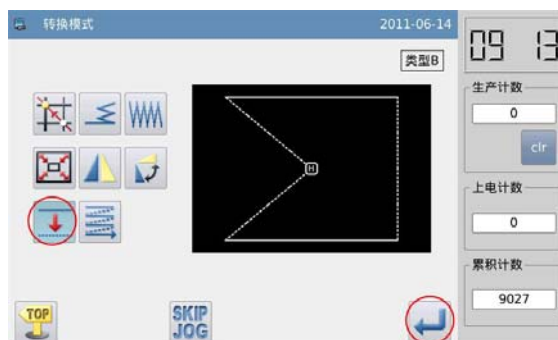 转换模式 2011-06-14
类型B
09 13
生产计数
0
clr
上电计数
0
累积计数
9027
H
TOP
SKIP
JOG